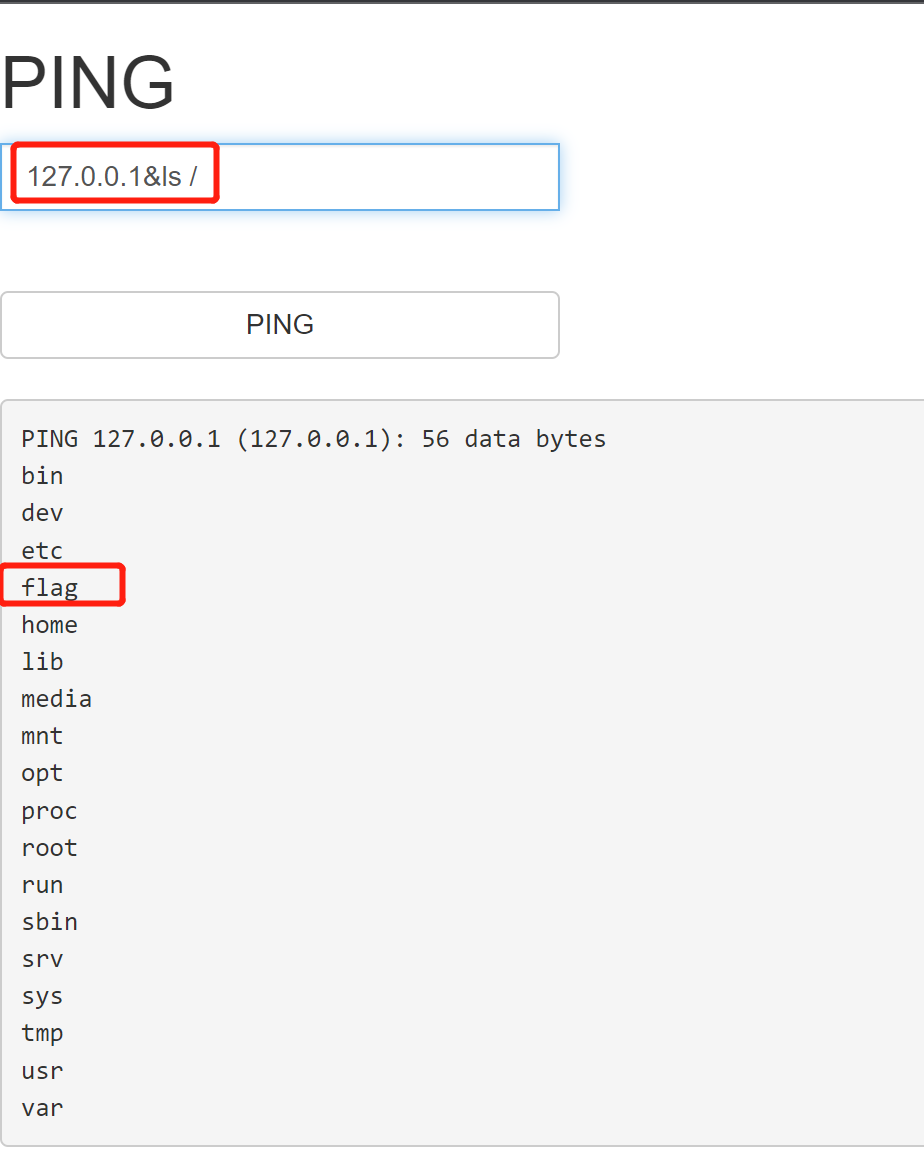 PING
127.0.0.1&ls /
PING
PING 127.0.0.1 (127.0.0.1): 56 data bytes
bin
dev
etc
flag
home
lib
media
mnt
opt
proc
root
run
sbin
srv
sys
tmp
usr
var